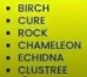 • BIRCH
• CURE
• ROCK
• CHAMELEON
• ECHIDNA
• CLUSTREE